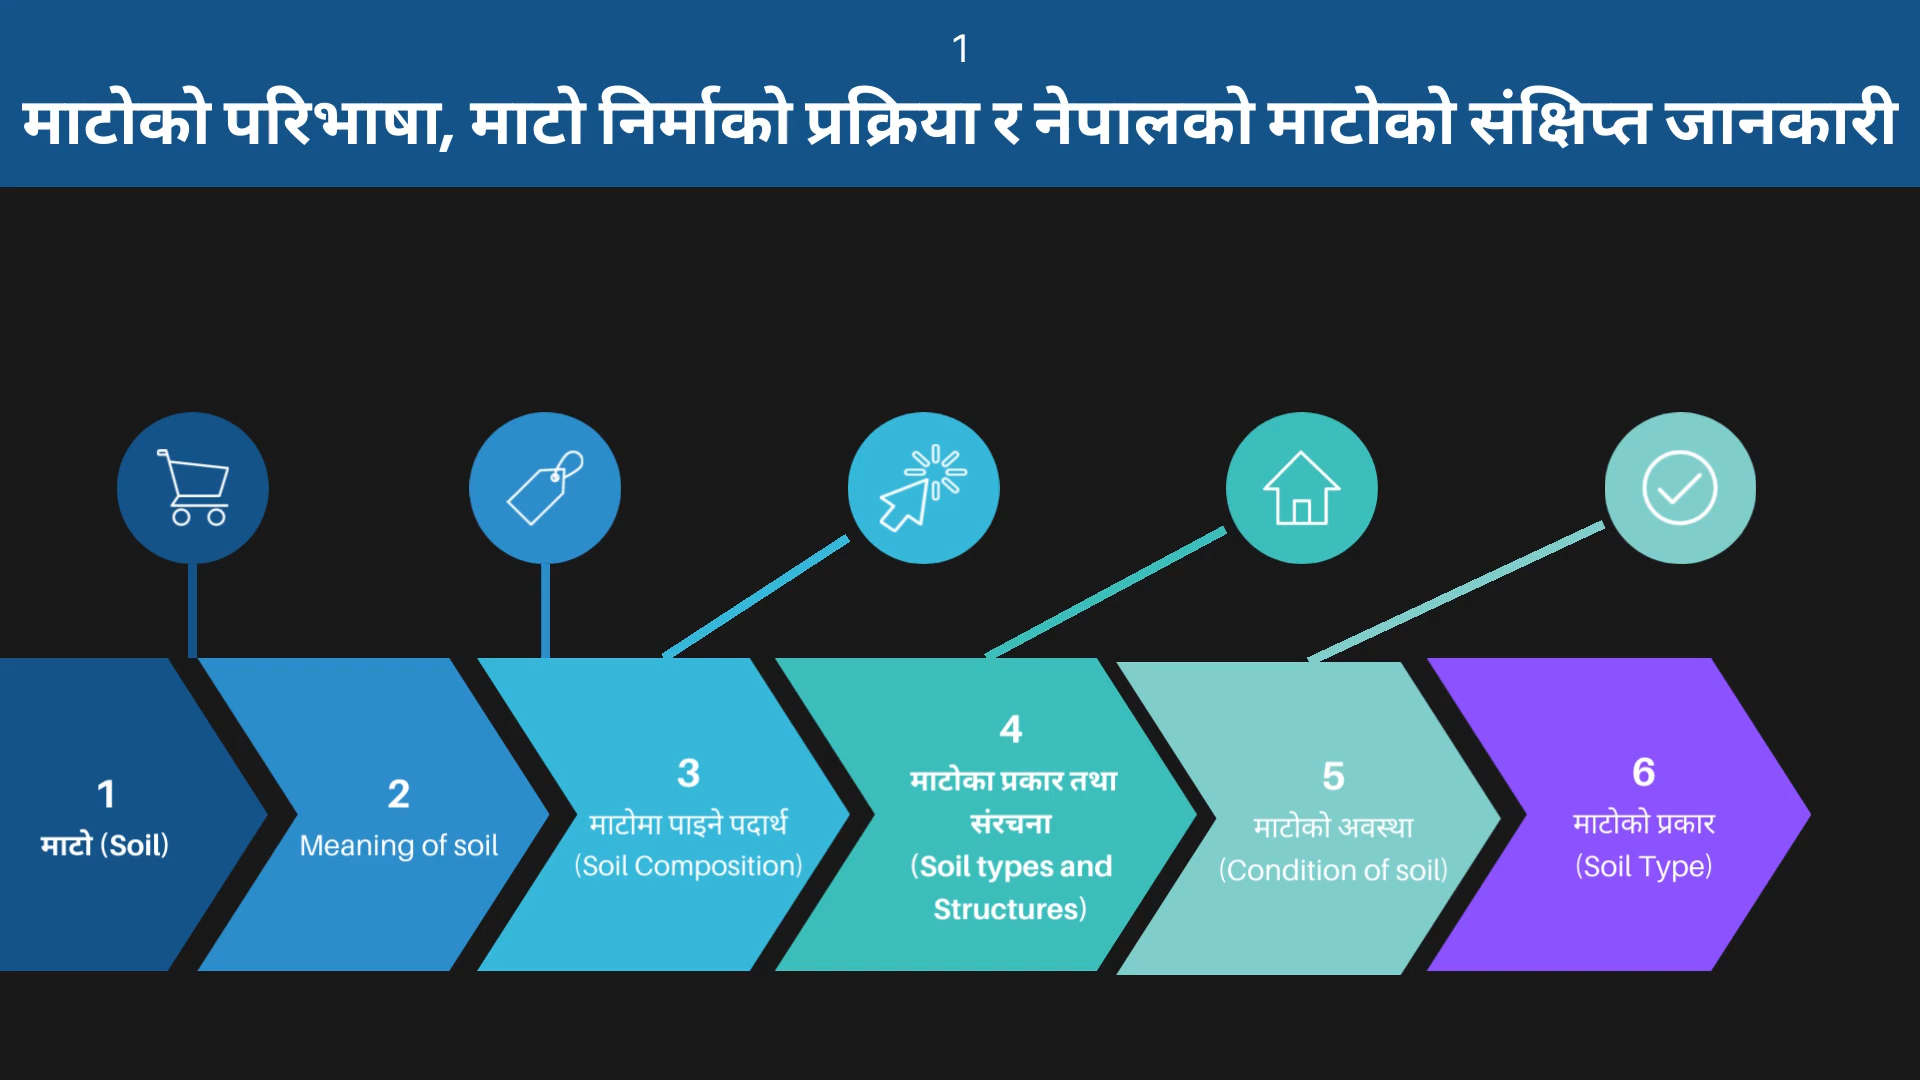 1
माटोको परिभाषा, माटो निर्माको प्रक्रिया र नेपालको माटोको संक्षिप्त जानकारी
1
माटो (Soil)
2
Meaning of soil
3
माटोमा पाइने पदार्थ
(Soil Composition)
4
माटोका प्रकार तथा
संरचना
(Soil types and
Structures)
5
माटोको अवस्था
(Condition of soil)
6
माटोको प्रकार
(Soil Type)